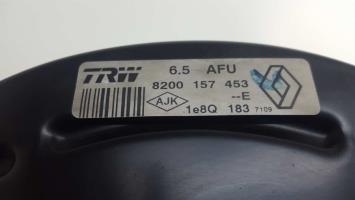 TRW 6.5 AFU
8200 157 453
--E
AJK 1e8Q 183 7109